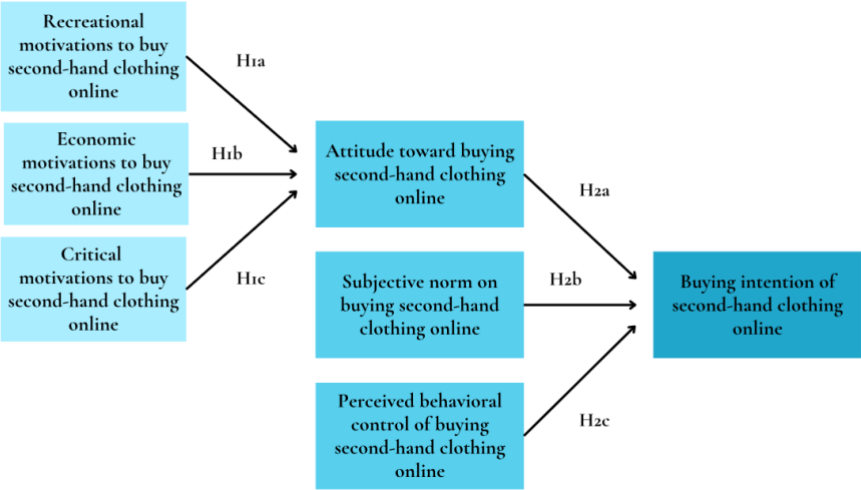 Recreational
motivations to buy
second-hand clothing
online
H1a
Economic
motivations to buy
second-hand clothing
online
H1b
Critical
motivations to buy
second-hand clothing
online
H1c
Attitude toward buying
second-hand clothing
online
H2a
Subjective norm on
buying second-hand
clothing online
H2b
Perceived behavioral
control of buying
second-hand clothing
online
H2c
Buying intention of
second-hand clothing
online